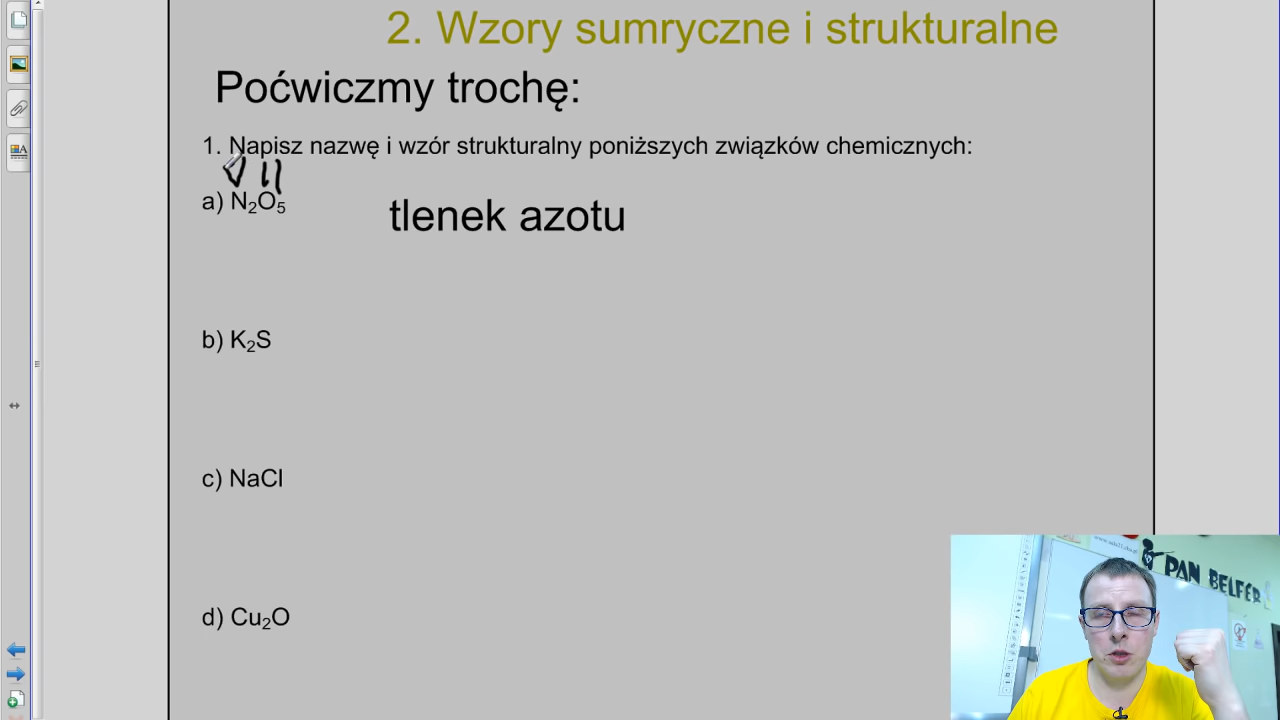 2. Wzory sumryczne i strukturalne
Poćwiczmy trochę:
1. Napisz nazwę i wzór strukturalny poniższych związków chemicznych:
V II
a) N₂O₅
tlenek azotu
b) K₂S
c) NaCl
d) Cu₂O
PAN BELFER